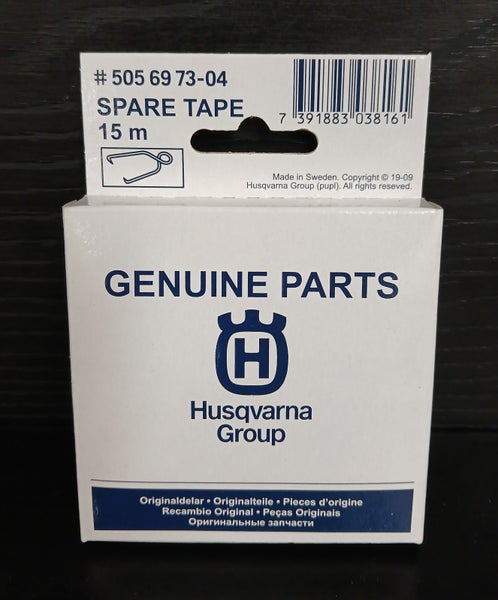 # 505 69 73-04
SPARE TAPE
15 m
7 391883 038161
Made in Sweden. Copyright © 19-09
Husqvarna Group (pupl). All rights reserved.
GENUINE PARTS
H
Husqvarna
Group
Originaldelar • Originalteile • Pieces d'origine
Recambio Original • Peças Originais
Оригинальные запчасти